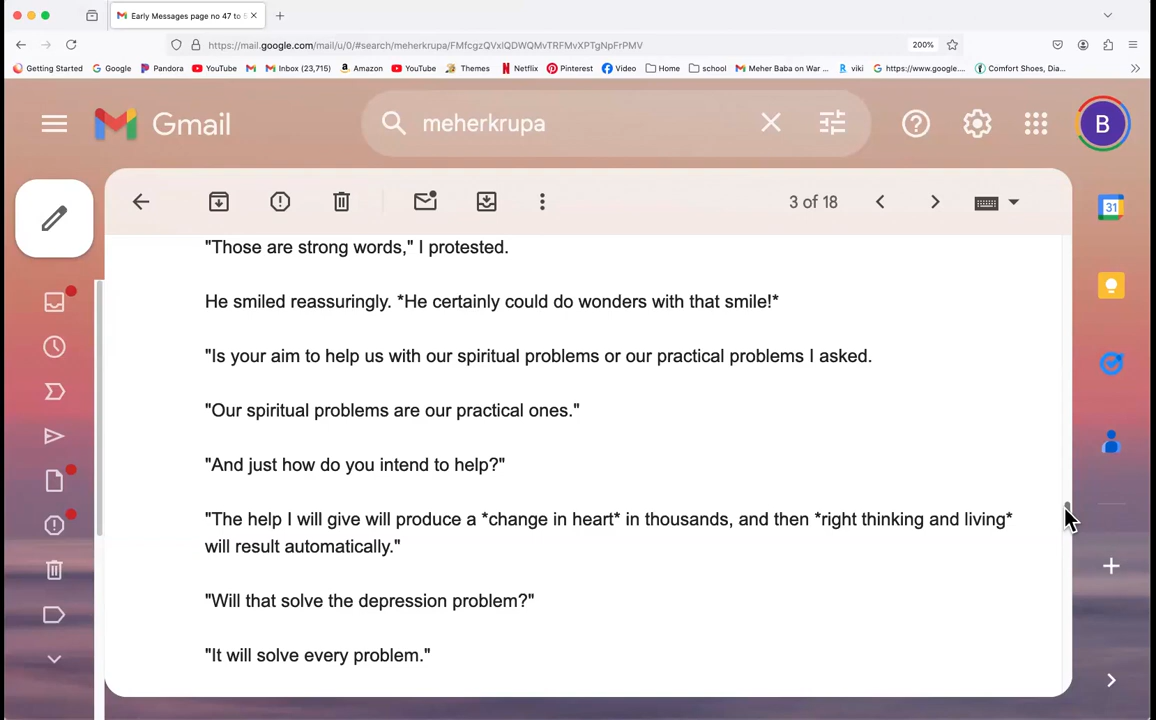 Early Messages page no 47 to
https://mail.google.com/mail/u/0/#search/meherkrupa/FMfcgzQVxlQDWQMvTRFMvXPTgNpFrPMV
200%
Getting Started
Google
Pandora
YouTube
Inbox (23,715)
Amazon
YouTube
Themes
Netflix
Pinterest
Video
Home
school
Meher Baba on War ...
viki
https://www.google....
Comfort Shoes, Dia...
Gmail
meherkrupa
B
3 of 18
31
"Those are strong words," I protested.
He smiled reassuringly. *He certainly could do wonders with that smile!*
"Is your aim to help us with our spiritual problems or our practical problems I asked.
"Our spiritual problems are our practical ones."
"And just how do you intend to help?"
"The help I will give will produce a *change in heart* in thousands, and then *right thinking and living*
will result automatically."
"Will that solve the depression problem?"
"It will solve every problem."